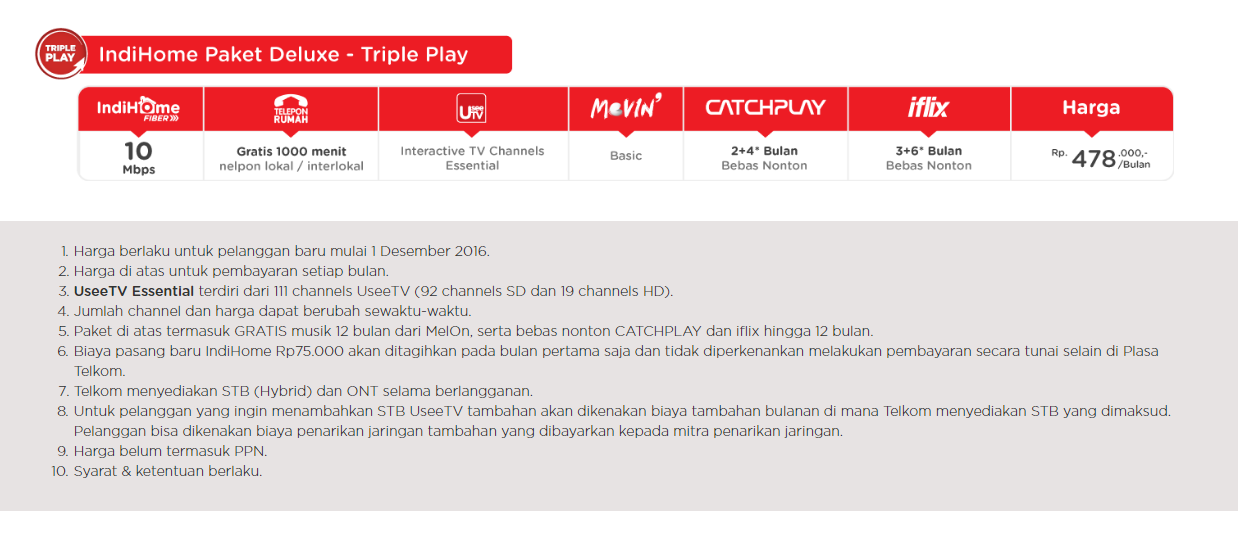 TRIPLE
PLAY
IndiHome Paket Deluxe - Triple Play
IndiHome
FIBER
TELEPON
RUMAH
UseeTV
MOVIN'
CATCHPLAY
iflix
Harga
10
Mbps
Gratis 1000 menit
nelpon lokal / interlokal
Interactive TV Channels
Essential
Basic
2+4* Bulan
Bebas Nonton
3+6* Bulan
Bebas Nonton
Rp. 478.000,-
/Bulan
1. Harga berlaku untuk pelanggan baru mulai 1 Desember 2016.
2. Harga di atas untuk pembayaran setiap bulan.
3. UseeTV Essential terdiri dari 111 channels UseeTV (92 channels SD dan 19 channels HD).
4. Jumlah channel dan harga dapat berubah sewaktu-waktu.
5. Paket di atas termasuk GRATIS musik 12 bulan dari MelOn, serta bebas nonton CATCHPLAY dan iflix hingga 12 bulan.
6. Biaya pasang baru IndiHome Rp75.000 akan ditagihkan pada bulan pertama saja dan tidak diperkenankan melakukan pembayaran secara tunai selain di Plasa
Telkom.
7. Telkom menyediakan STB (Hybrid) dan ONT selama berlangganan.
8. Untuk pelanggan yang ingin menambahkan STB UseeTV tambahan akan dikenakan biaya tambahan bulanan di mana Telkom menyediakan STB yang dimaksud.
Pelanggan bisa dikenakan biaya penarikan jaringan tambahan yang dibayarkan kepada mitra penarikan jaringan.
9. Harga belum termasuk PPN.
10. Syarat & ketentuan berlaku.